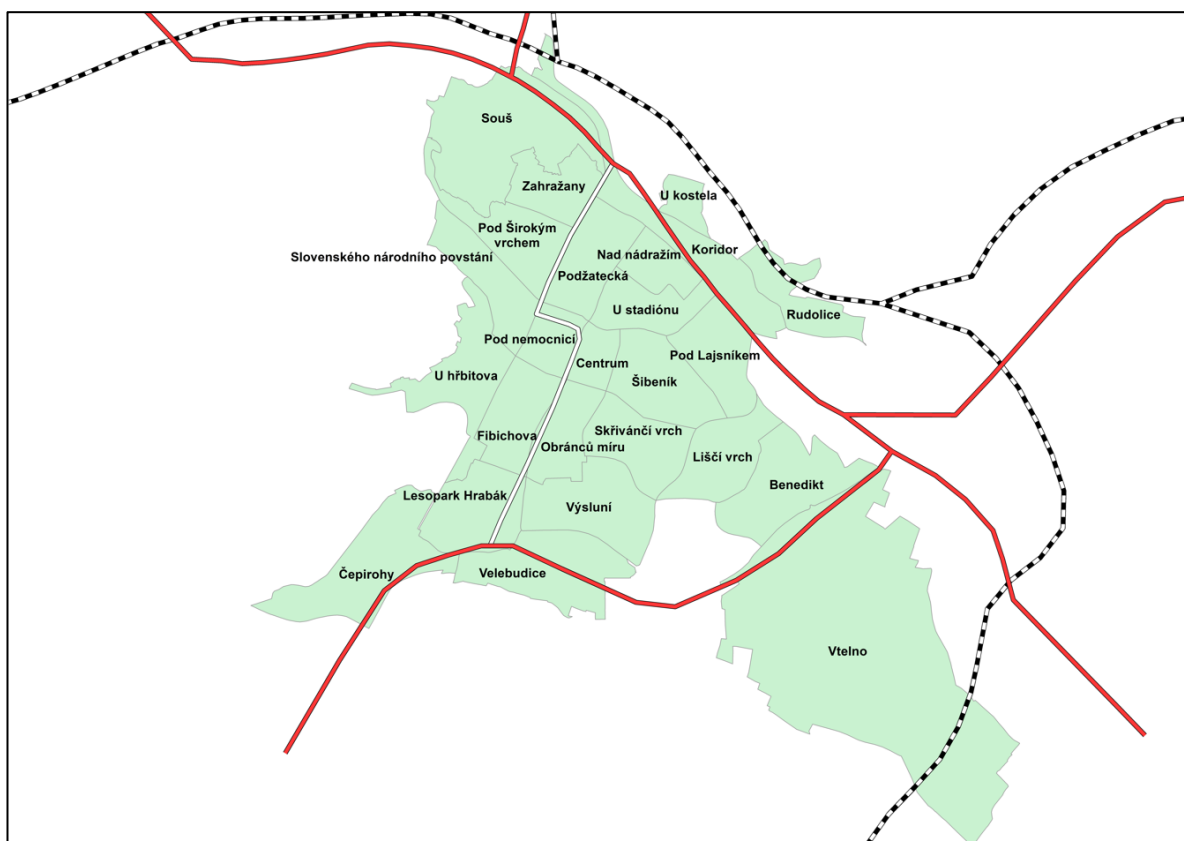 Souš
Zahražany
U kostela
Pod Širokým
vrchem
Koridor
Nad nádražím
Slovenského národního povstání
Podžatecká
U stadiónu
Rudolice
Pod nemocnicí
Pod Lajsníkem
Centrum
U hřbitova
Šibeník
Skřivánčí vrch
Fibichova
Obránců míru
Liščí vrch
Benedikt
Lesopark Hrabák
Výsluní
Čepirohy
Velebudice
Vtelno